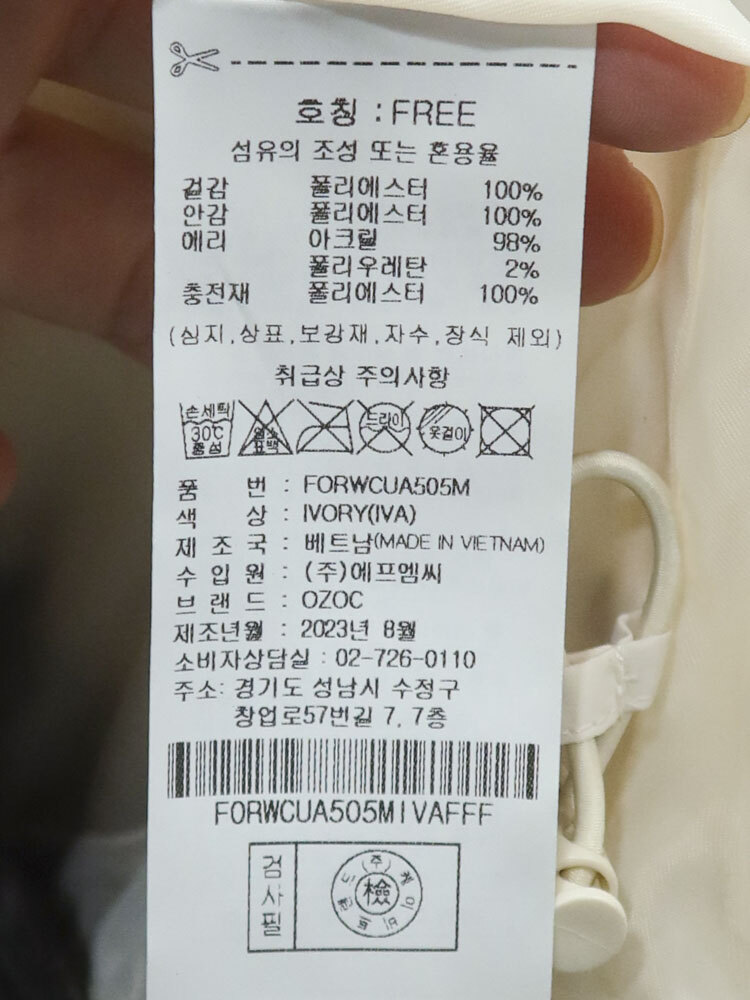 호칭 : FREE
섬유의 조성 또는 혼용율
겉감 폴리에스터 100%
안감 폴리에스터 100%
에리 아크릴 98%
폴리우레탄 2%
충전재 폴리에스터 100%
(심지,상표,보강재,자수,장식 제외)
취급상 주의사항
손세탁 30℃ 중성 염소 표백 드라이 옷걸이
품 번 : FORWCUA505M
색 상 : IVORY(IVA)
제 조 국 : 베트남(MADE IN VIETNAM)
수 입 원 : (주)에프엠씨
브 랜 드 : OZOC
제조년월 : 2023년 8월
소비자상담실 : 02-726-0110
주소: 경기도 성남시 수정구
창업로57번길 7, 7층
FORWCUA505MIVAFFF
검사필
(주)
檢